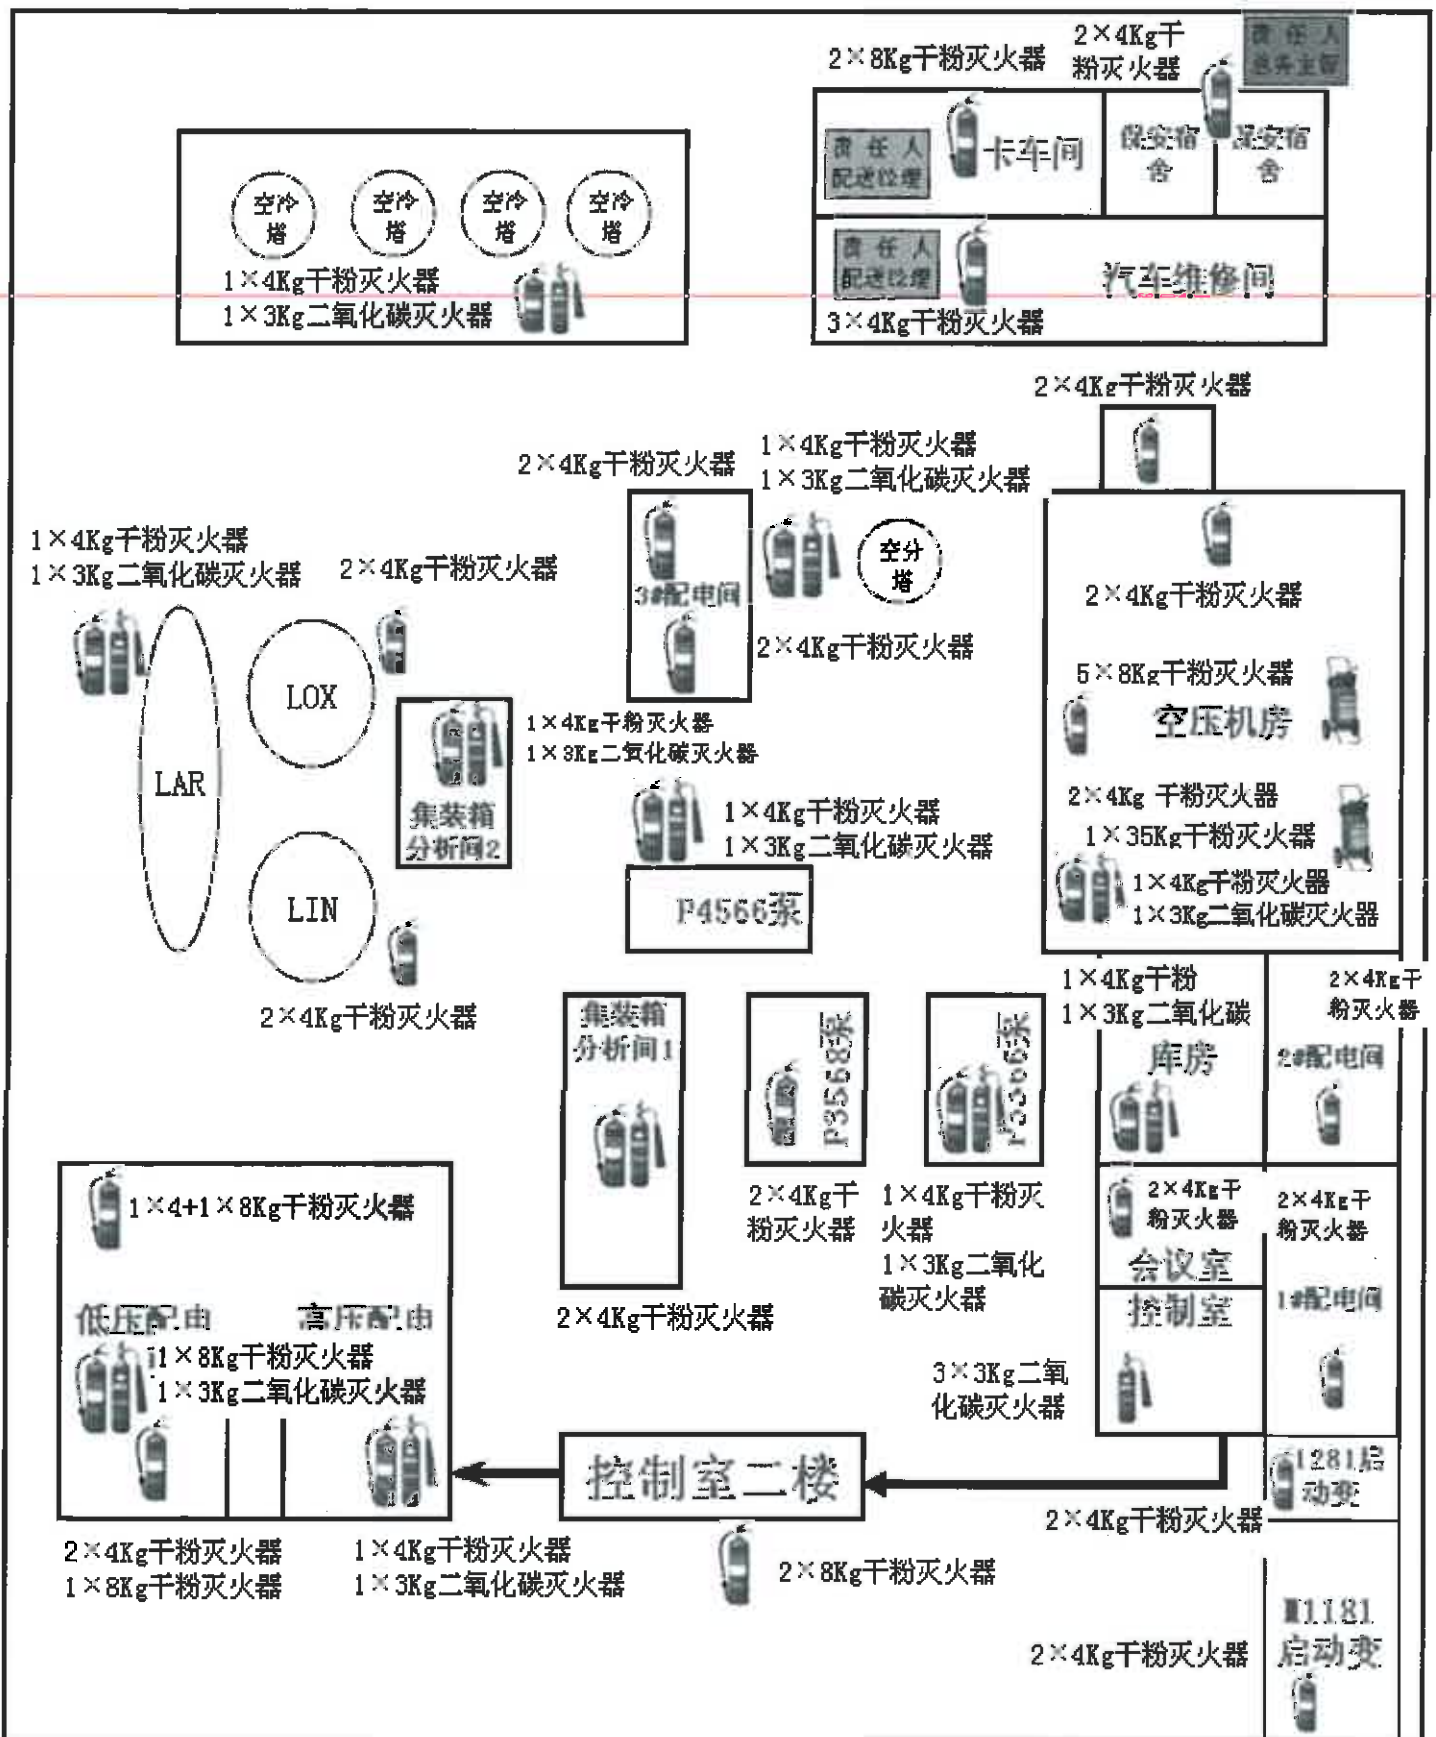 2×8Kg干粉灭火器
2×4Kg干
粉灭火器
责 任 人
责 任 人
配送经理
卡车间
保安宿
舍
保安宿
舍
责 任 人
配送经理
汽车维修间
3×4Kg干粉灭火器
空冷
塔
空冷
塔
空冷
塔
空冷
塔
1×4Kg干粉灭火器
1×3Kg二氧化碳灭火器
2×4Kg干粉灭火器
2×4Kg干粉灭火器
1×4Kg干粉灭火器
1×3Kg二氧化碳灭火器
空分
塔
3#配电间
2×4Kg干粉灭火器
1×4Kg干粉灭火器
1×3Kg二氧化碳灭火器
2×4Kg干粉灭火器
LOX
LAR
LIN
集装箱
分析间2
1×4Kg干粉灭火器
1×3Kg二氧化碳灭火器
2×4Kg干粉灭火器
1×4Kg干粉灭火器
1×3Kg二氧化碳灭火器
P4566泵
2×4Kg干粉灭火器
5×8Kg干粉灭火器
空压机房
2×4Kg 干粉灭火器
1×35Kg干粉灭火器
1×4Kg干粉灭火器
1×3Kg二氧化碳灭火器
1×4Kg干粉
1×3Kg二氧化碳
库房
2×4Kg干
粉灭火器
2#配电间
集装箱
分析间1
2×4Kg干粉灭火器
P3568泵
2×4Kg干
粉灭火器
P3566泵
1×4Kg干粉灭
火器
1×3Kg二氧化
碳灭火器
2×4Kg干
粉灭火器
会议室
2×4Kg干
粉灭火器
1#配电间
控制室
3×3Kg二氧
化碳灭火器
1×4+1×8Kg干粉灭火器
低压配电
高压配电
1×8Kg干粉灭火器
1×3Kg二氧化碳灭火器
2×4Kg干粉灭火器
1×8Kg干粉灭火器
1×4Kg干粉灭火器
1×3Kg二氧化碳灭火器
控制室二楼
2×8Kg干粉灭火器
1281启
动变
2×4Kg干粉灭火器
M1181
启动变
2×4Kg干粉灭火器